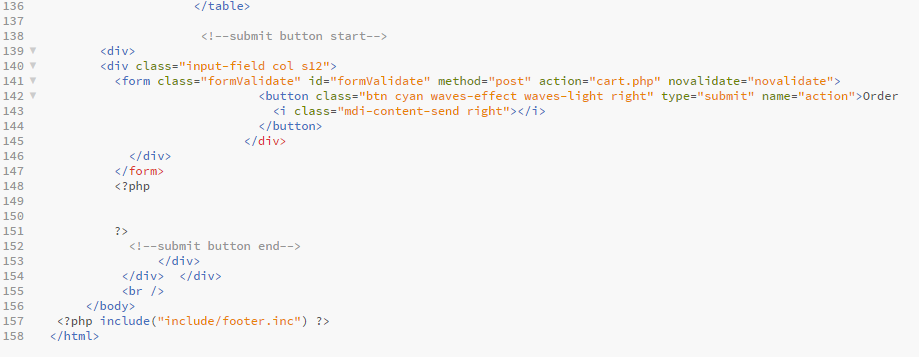 136 </table>
137
138 <!--submit button start-->
139 <div>
140 <div class="input-field col s12">
141 <form class="formValidate" id="formValidate" method="post" action="cart.php" novalidate="novalidate">
142 <button class="btn cyan waves-effect waves-light right" type="submit" name="action">Order
143 <i class="mdi-content-send right"></i>
144 </button>
145 </div>
146 </div>
147 </form>
148 <?php
149
150
151 ?>
152 <!--submit button end-->
153 </div>
154 </div> </div>
155 <br />
156 </body>
157 <?php include("include/footer.inc") ?>
158 </html>